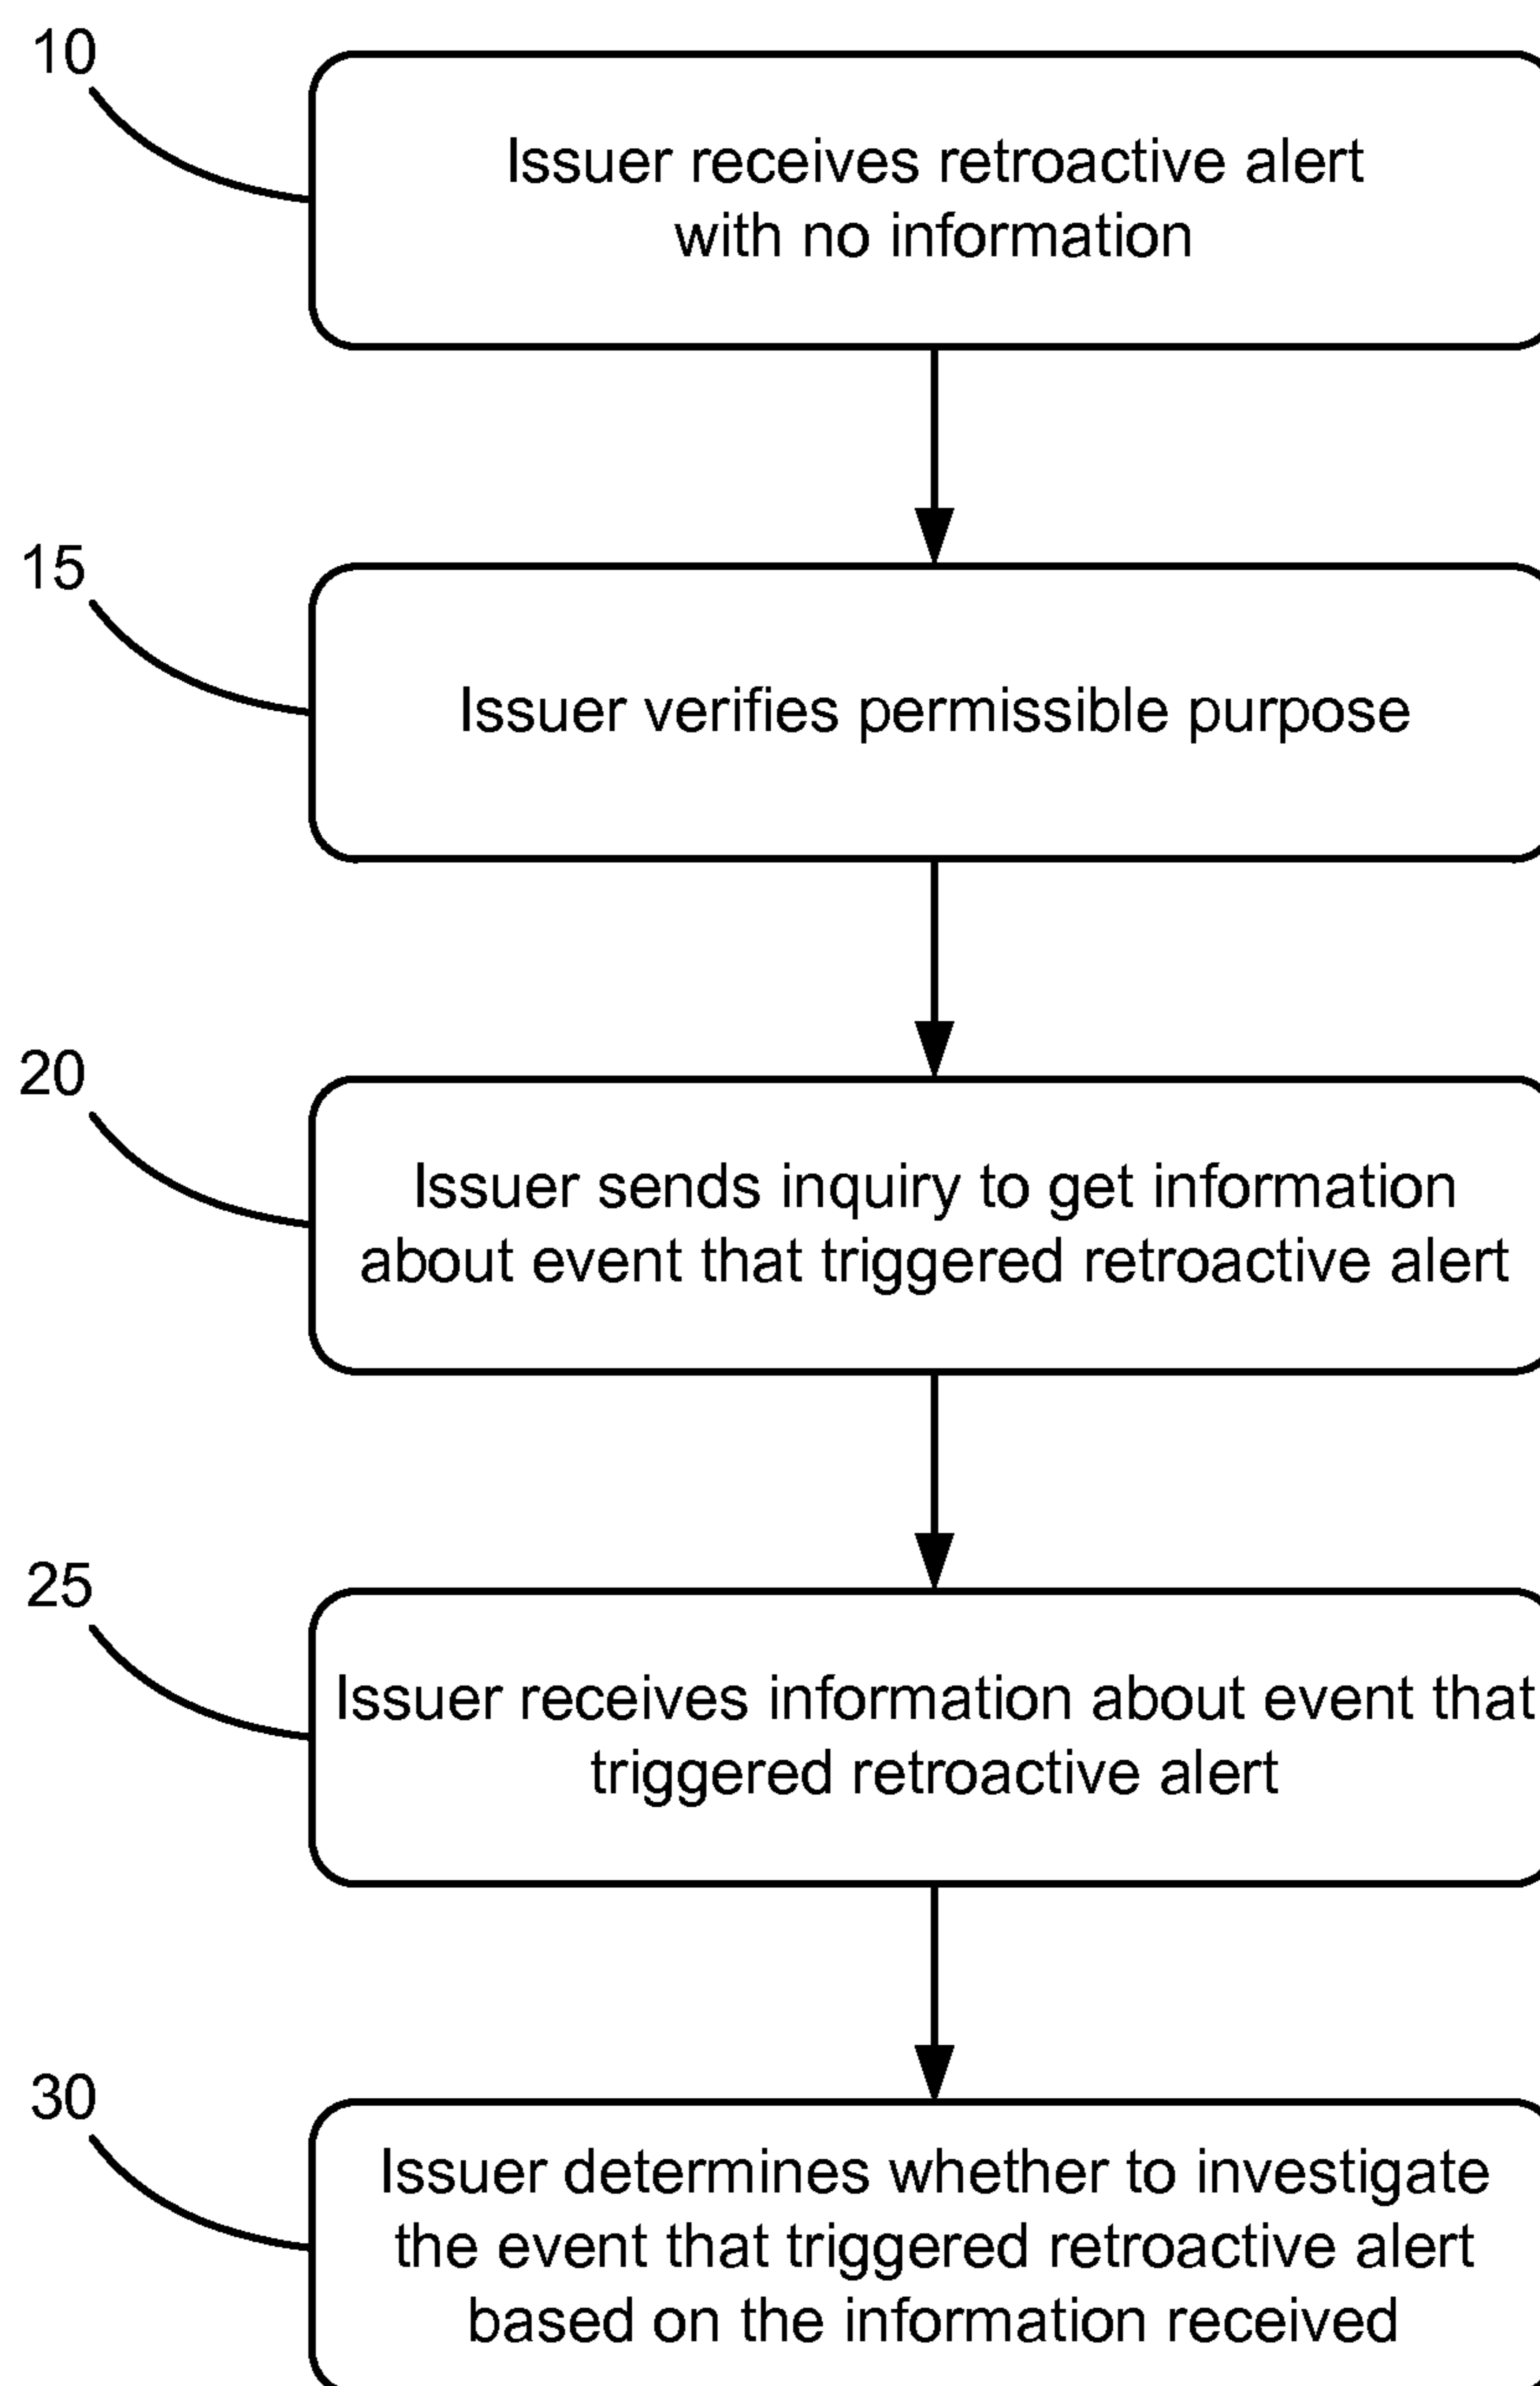 10
Issuer receives retroactive alert
with no information
15
Issuer verifies permissible purpose
20
Issuer sends inquiry to get information
about event that triggered retroactive alert
25
Issuer receives information about event that
triggered retroactive alert
30
Issuer determines whether to investigate
the event that triggered retroactive alert
based on the information received